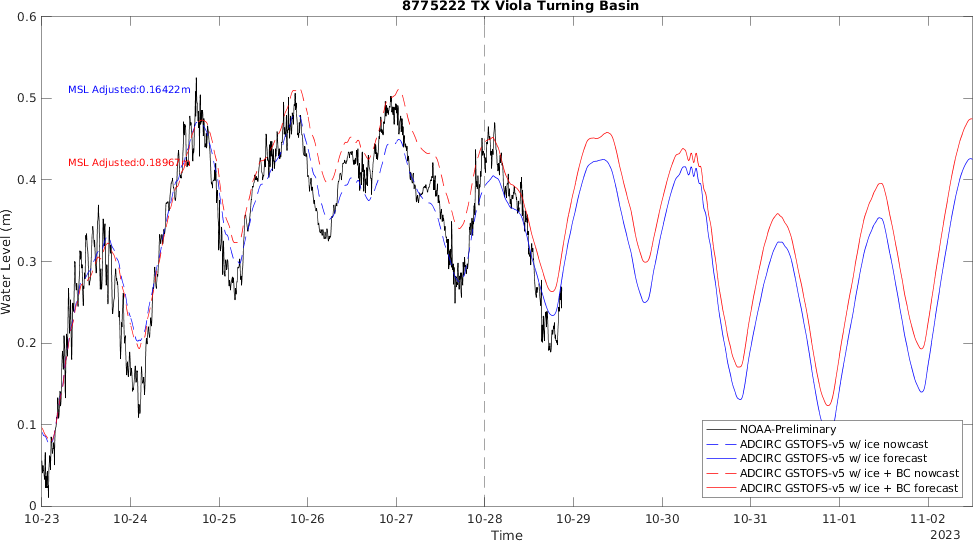 8775222 TX Viola Turning Basin
Water Level (m)
0.6
0.5
0.4
0.3
0.2
0.1
0
MSL Adjusted:0.16422m
MSL Adjusted:0.18967m
NOAA-Preliminary
ADCIRC GSTOFS-v5 w/ ice nowcast
ADCIRC GSTOFS-v5 w/ ice forecast
ADCIRC GSTOFS-v5 w/ ice + BC nowcast
ADCIRC GSTOFS-v5 w/ ice + BC forecast
10-23 10-24 10-25 10-26 10-27 10-28 10-29 10-30 10-31 11-01 11-02
Time
2023